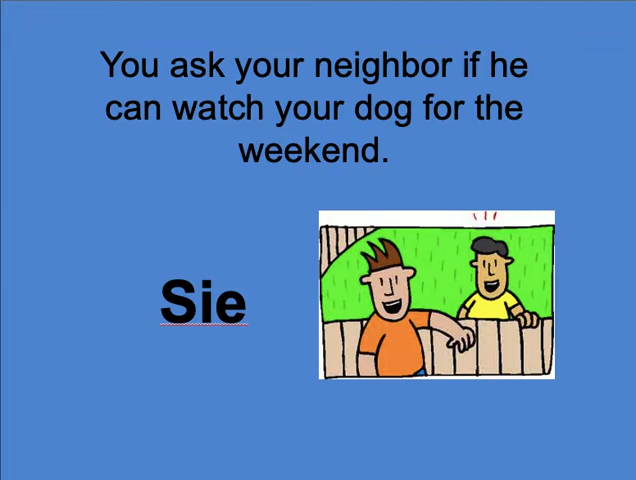 You ask your neighbor if he
can watch your dog for the
weekend.
Sie